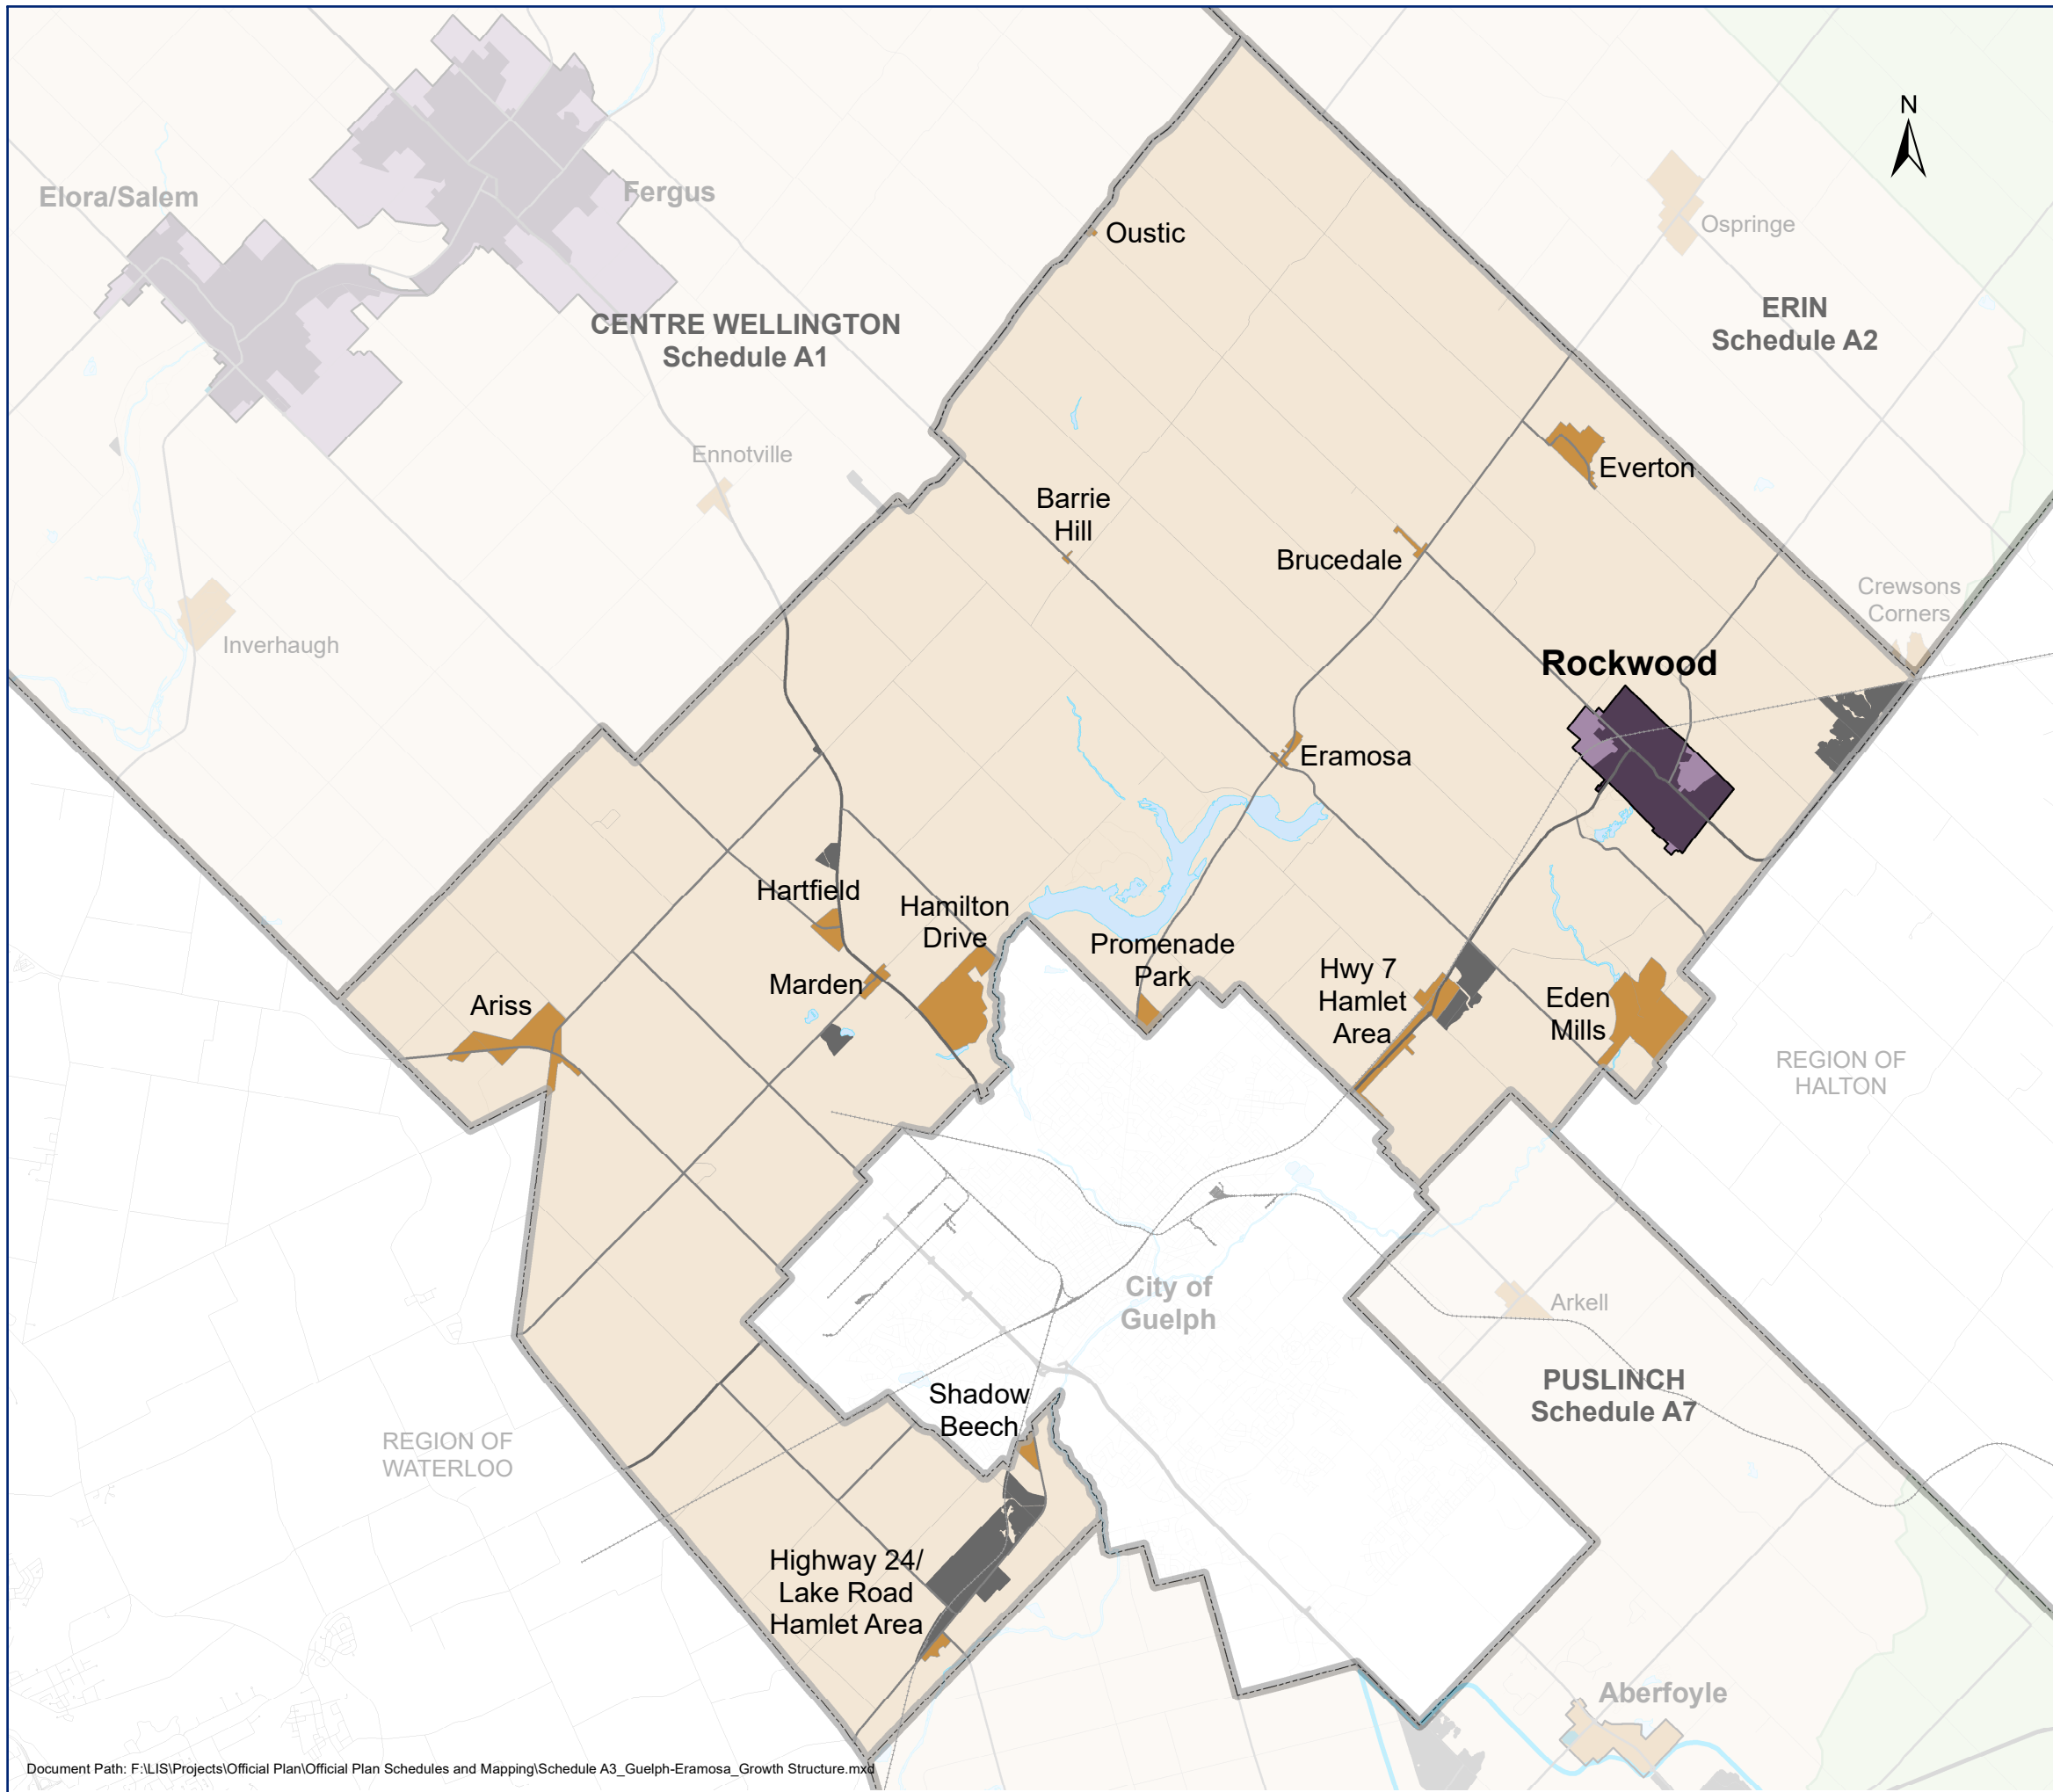 N
Elora/Salem
Fergus
Ospringe
Oustic
ERIN
Schedule A2
CENTRE WELLINGTON
Schedule A1
Ennotville
Everton
Barrie
Hill
Brucedale
Crewsons
Corners
Inverhaugh
Rockwood
Eramosa
Hartfield
Hamilton
Drive
Promenade
Park
Marden
Hwy 7
Hamlet
Area
Ariss
Eden
Mills
REGION OF
HALTON
City of
Guelph
Arkell
PUSLINCH
Schedule A7
Shadow
Beech
REGION OF
WATERLOO
Highway 24/
Lake Road
Hamlet Area
Aberfoyle
Document Path: F:\LIS\Projects\Official Plan\Official Plan Schedules and Mapping\Schedule A3_Guelph-Eramosa_Growth Structure.mxd